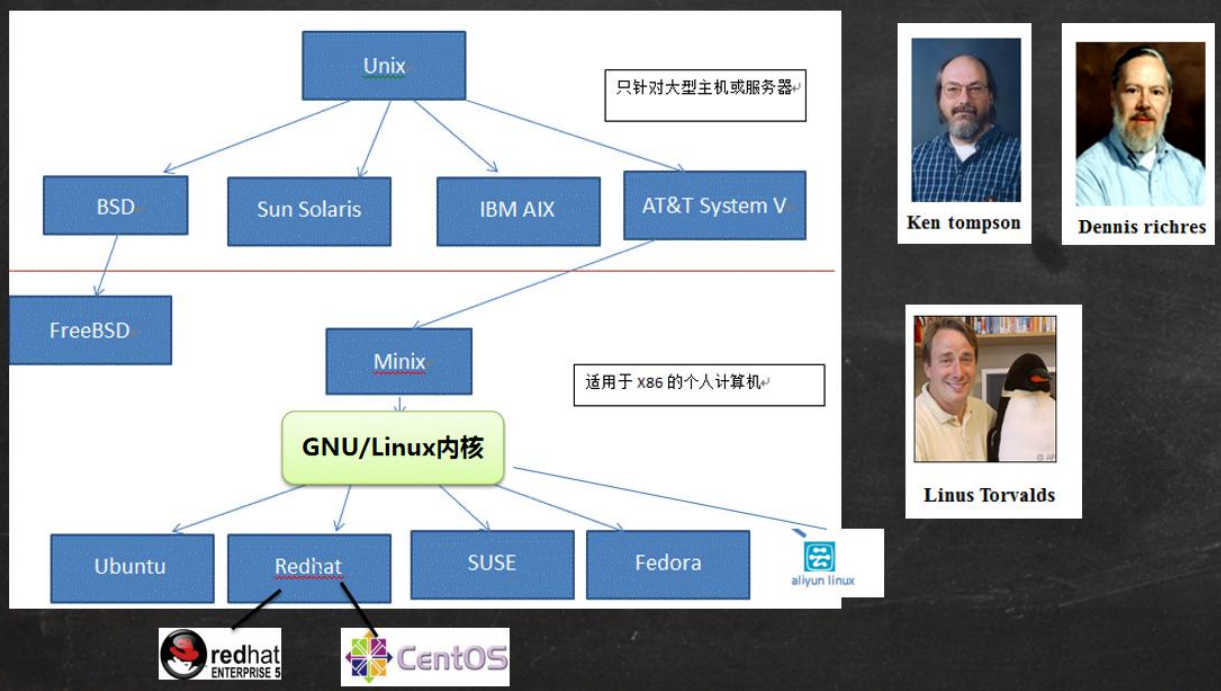 Unix
只针对大型主机或服务器
BSD
Sun Solaris
IBM AIX
AT&T System V
FreeBSD
Minix
适用于 X86 的个人计算机
GNU/Linux内核
Ubuntu
Redhat
SUSE
Fedora
aliyun linux
redhat
ENTERPRISE 5
CentOS
Ken tompson
Dennis richres
© AP
Linus Torvalds